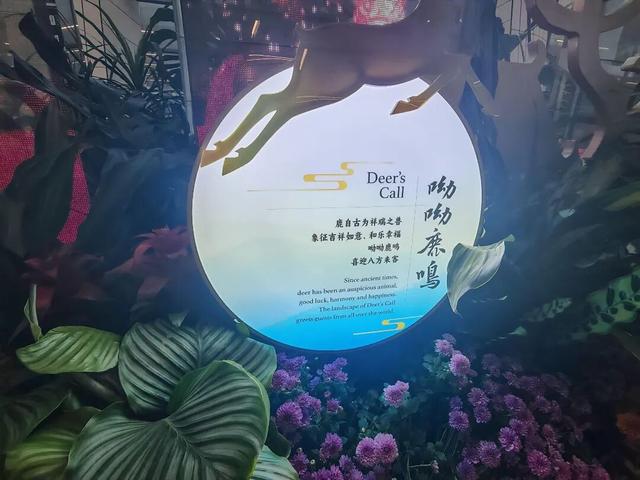 Deer's
Call
呦呦鹿鸣
鹿自古为祥瑞之兽
象征吉祥如意、和乐幸福
呦呦鹿鸣
喜迎八方来客
Since ancient times,
deer has been an auspicious animal,
good luck, harmony and happiness.
The landscape of Deer's Call
greets guests from all over the world.